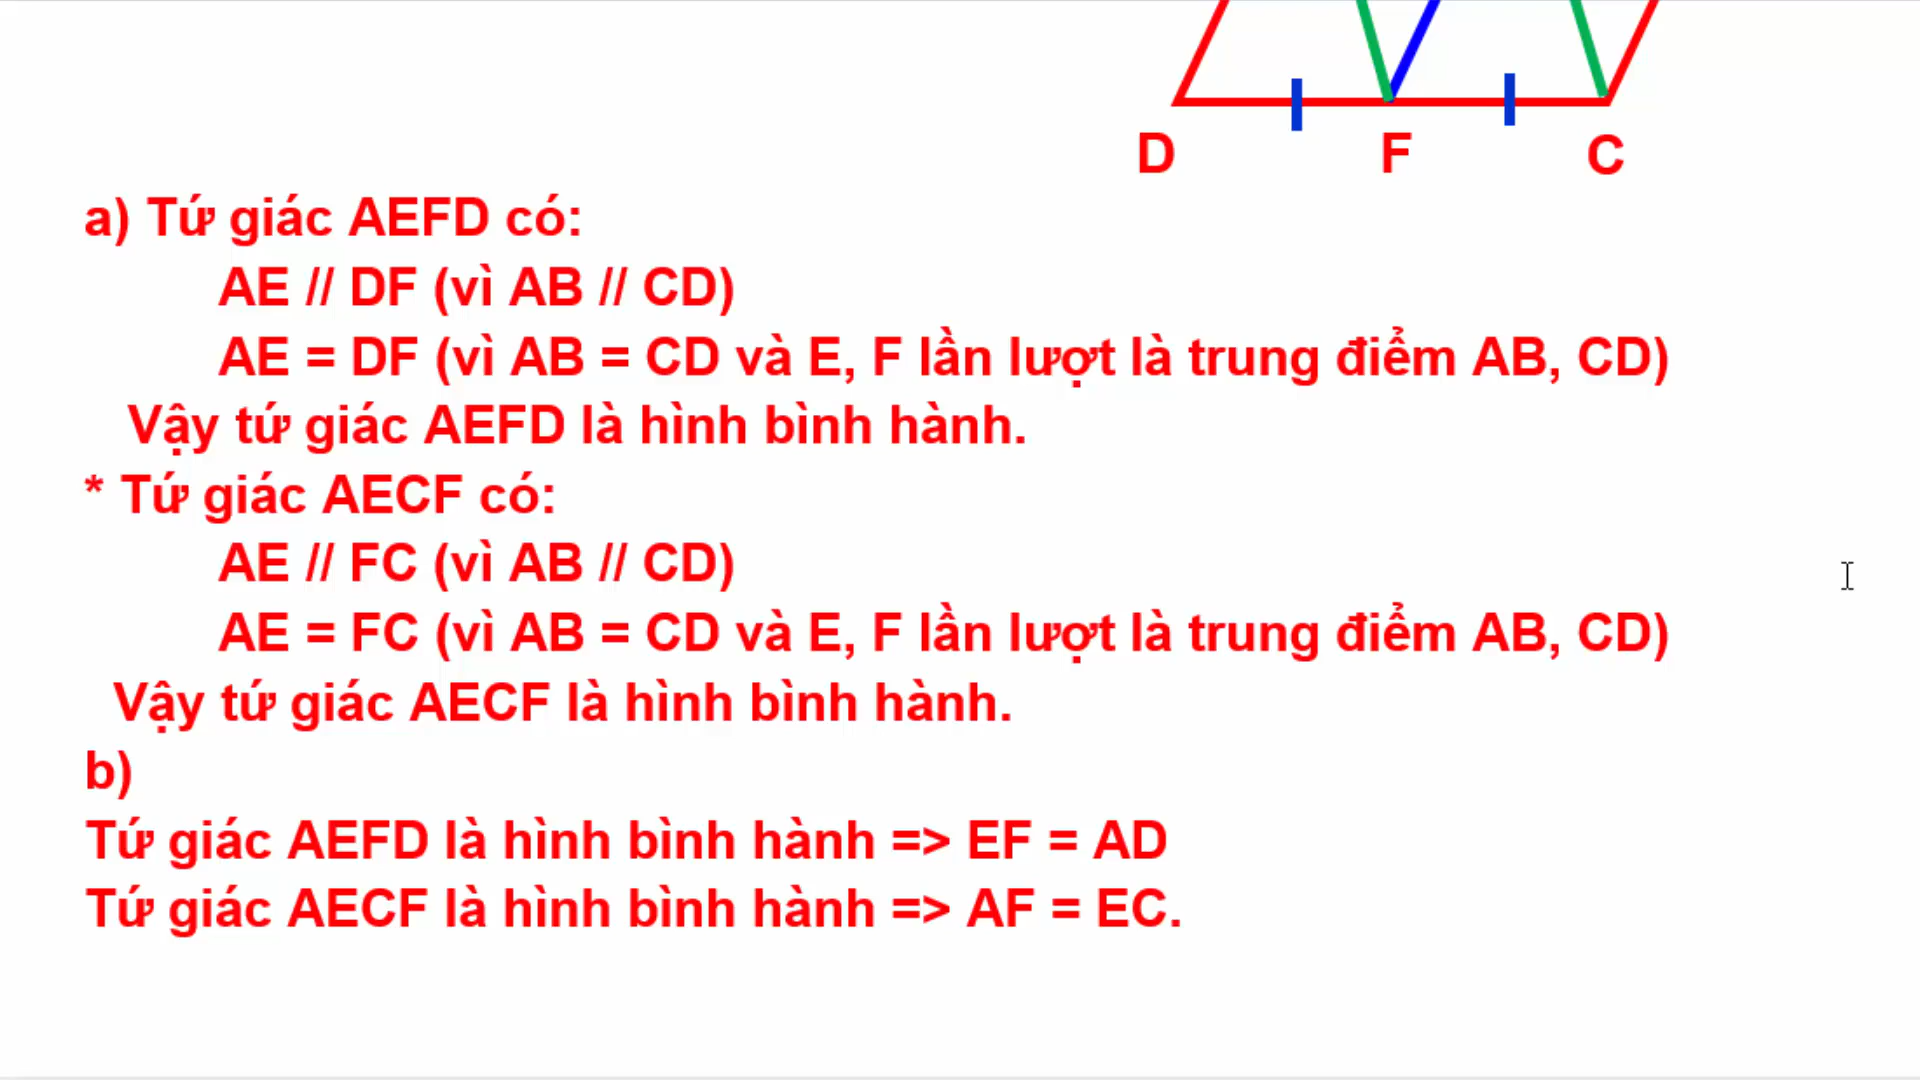 D F C
a) Tứ giác AEFD có:
AE // DF (vì AB // CD)
AE = DF (vì AB = CD và E, F lần lượt là trung điểm AB, CD)
Vậy tứ giác AEFD là hình bình hành.
* Tứ giác AECF có:
AE // FC (vì AB // CD)
AE = FC (vì AB = CD và E, F lần lượt là trung điểm AB, CD)
Vậy tứ giác AECF là hình bình hành.
b)
Tứ giác AEFD là hình bình hành => EF = AD
Tứ giác AECF là hình bình hành => AF = EC.